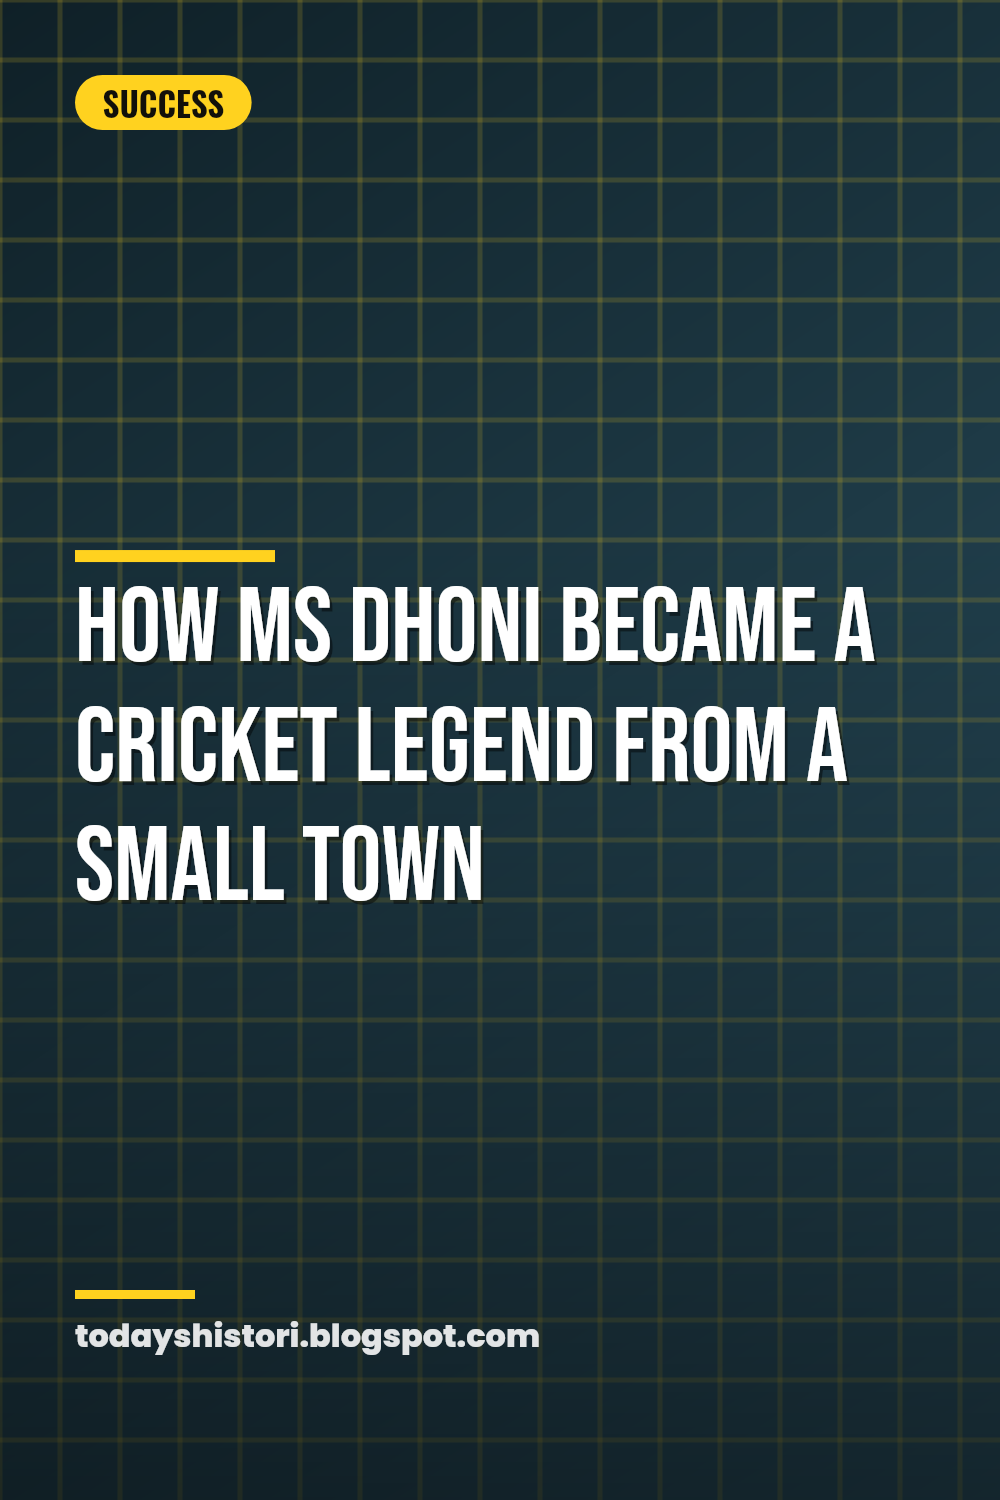 SUCCESS
HOW MS DHONI BECAME A
CRICKET LEGEND FROM A
SMALL TOWN
todayshistori.blogspot.com